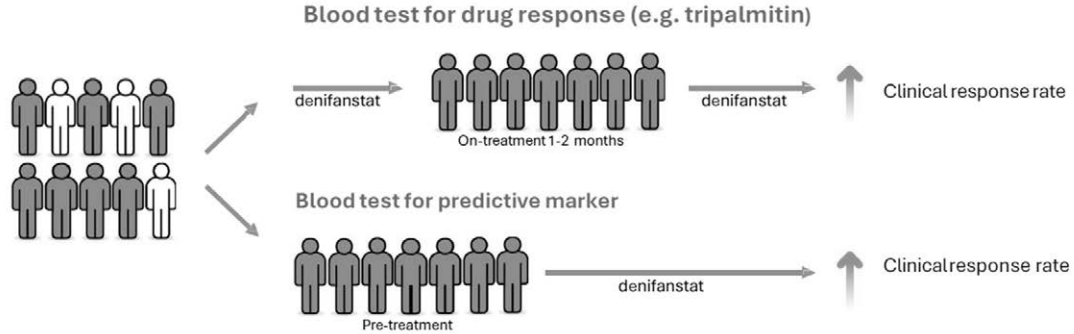 Blood test for drug response (e.g. tripalmitin)
denifanstat
On-treatment 1-2 months
denifanstat
Clinical response rate
Blood test for predictive marker
Pre-treatment
denifanstat
Clinical response rate